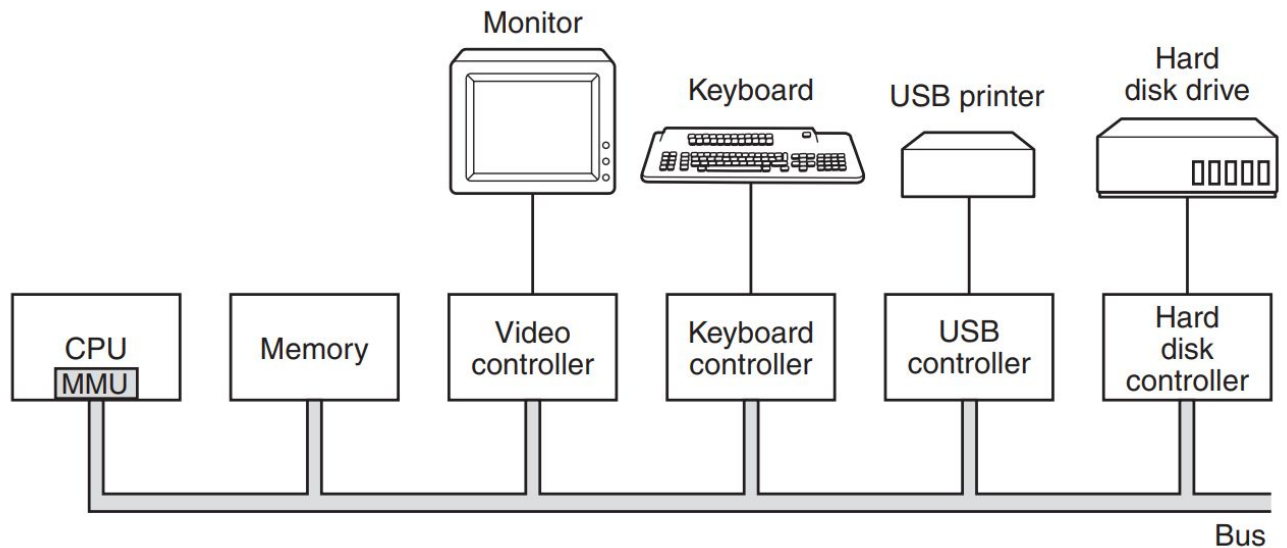 Monitor
Keyboard
USB printer
Hard
disk drive
CPU
MMU
Memory
Video
controller
Keyboard
controller
USB
controller
Hard
disk
controller
Bus